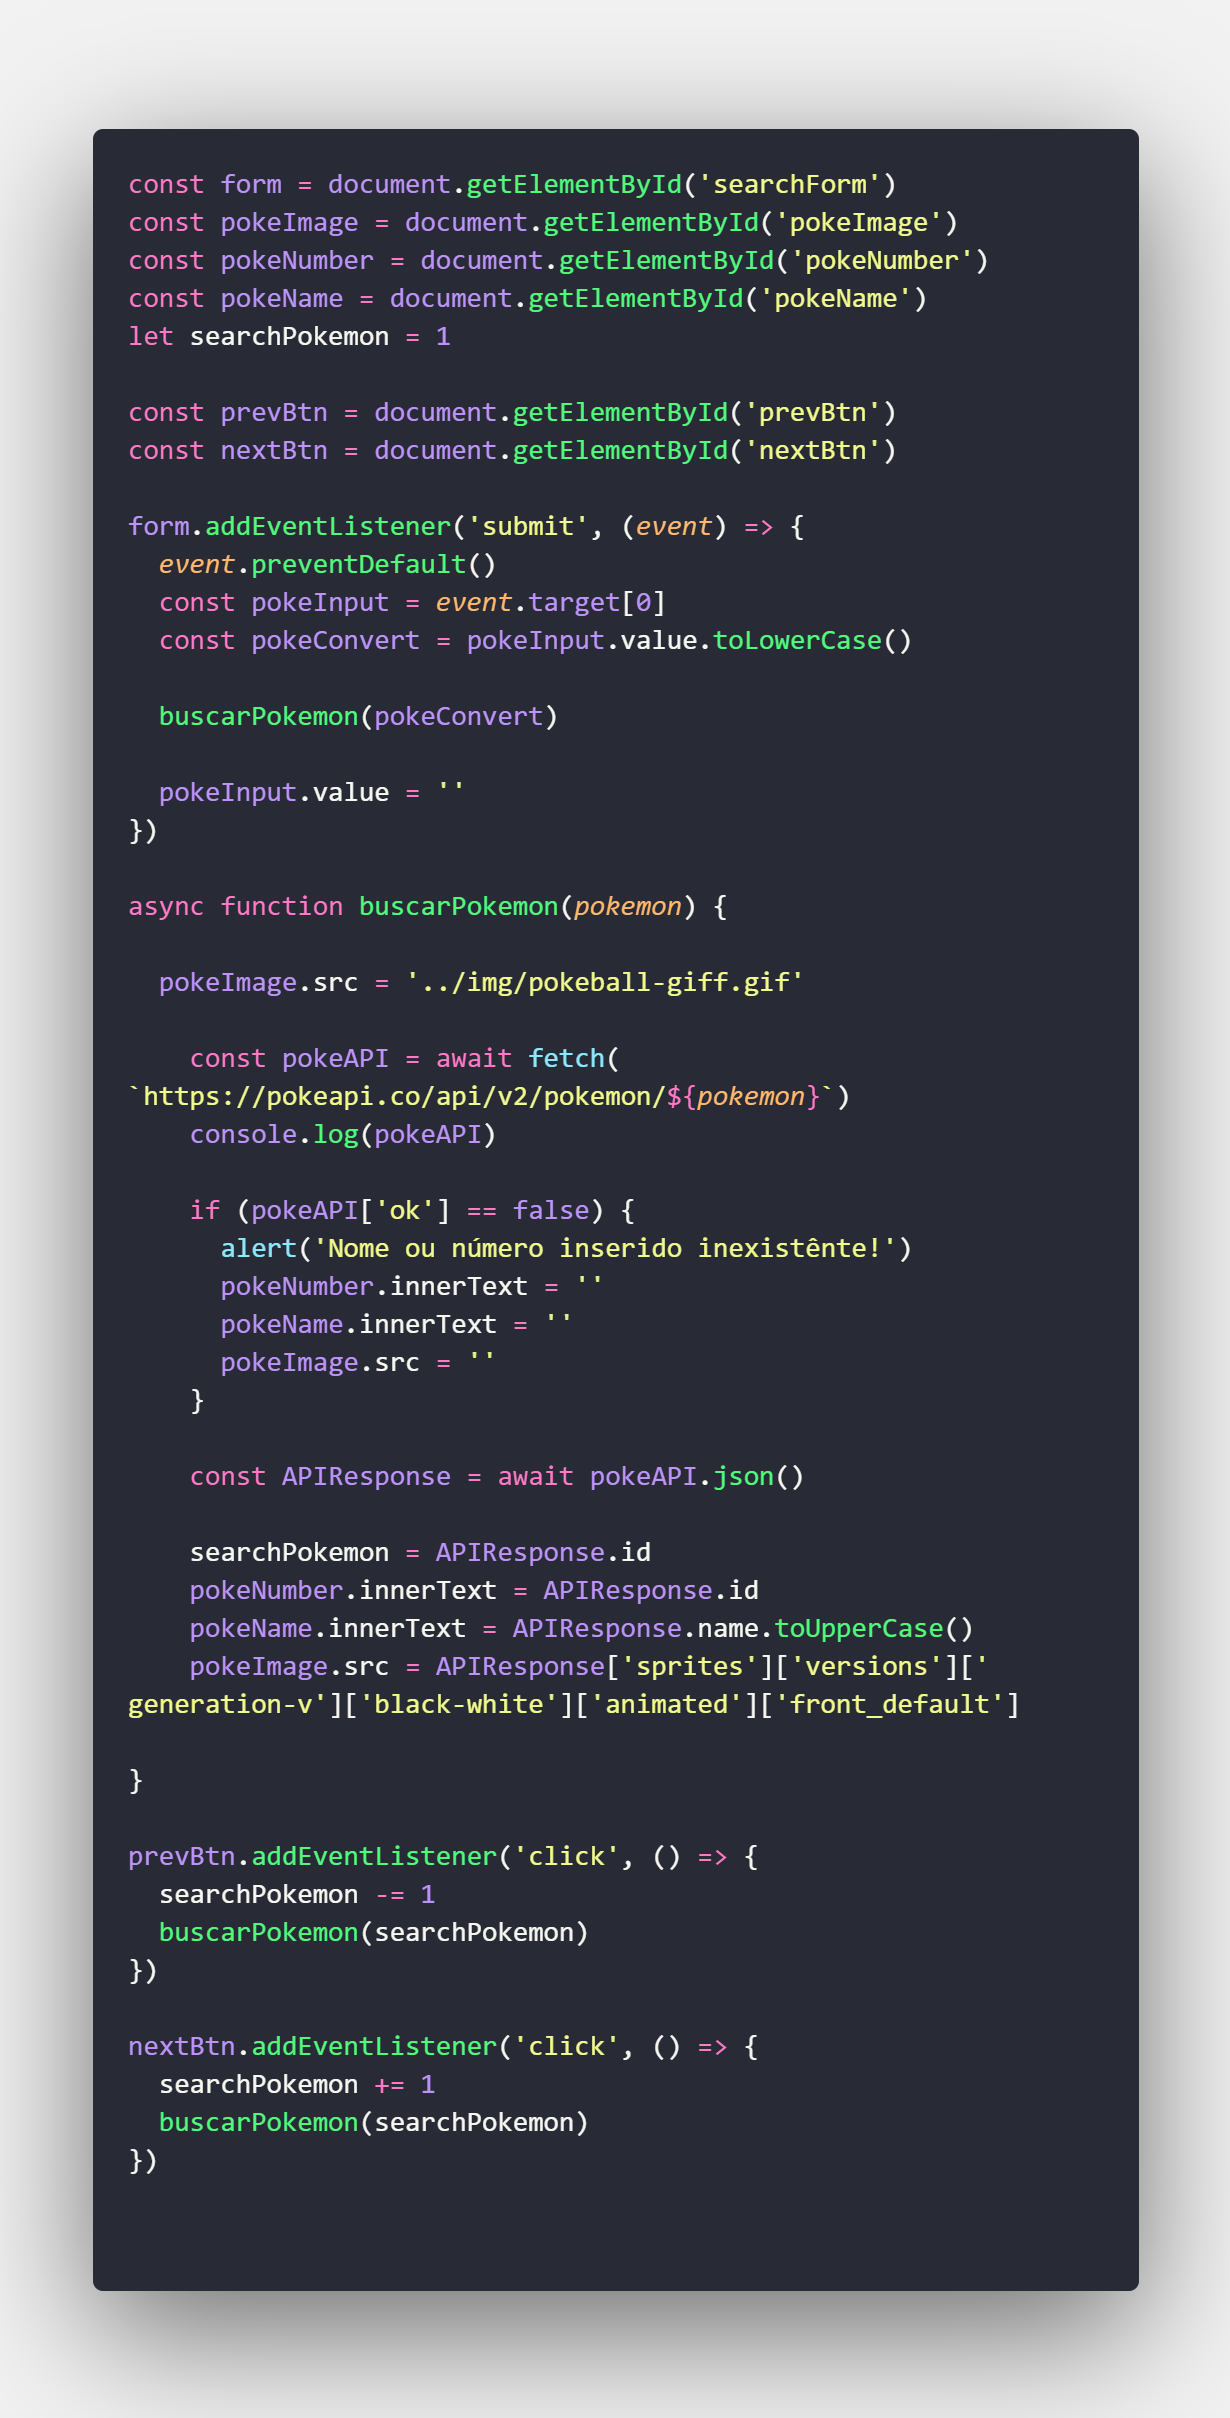 const form = document.getElementById('searchForm')
const pokeImage = document.getElementById('pokeImage')
const pokeNumber = document.getElementById('pokeNumber')
const pokeName = document.getElementById('pokeName')
let searchPokemon = 1

const prevBtn = document.getElementById('prevBtn')
const nextBtn = document.getElementById('nextBtn')

form.addEventListener('submit', (event) => {
  event.preventDefault()
  const pokeInput = event.target[0]
  const pokeConvert = pokeInput.value.toLowerCase()

  buscarPokemon(pokeConvert)

  pokeInput.value = ''
})

async function buscarPokemon(pokemon) {

  pokeImage.src = '../img/pokeball-giff.gif'

    const pokeAPI = await fetch(
`https://pokeapi.co/api/v2/pokemon/${pokemon}`)
    console.log(pokeAPI)

    if (pokeAPI['ok'] == false) {
      alert('Nome ou número inserido inexistênte!')
      pokeNumber.innerText = ''
      pokeName.innerText = ''
      pokeImage.src = ''
    }

    const APIResponse = await pokeAPI.json()

    searchPokemon = APIResponse.id
    pokeNumber.innerText = APIResponse.id
    pokeName.innerText = APIResponse.name.toUpperCase()
    pokeImage.src = APIResponse['sprites']['versions']['
generation-v']['black-white']['animated']['front_default']

}

prevBtn.addEventListener('click', () => {
  searchPokemon -= 1
  buscarPokemon(searchPokemon)
})

nextBtn.addEventListener('click', () => {
  searchPokemon += 1
  buscarPokemon(searchPokemon)
})